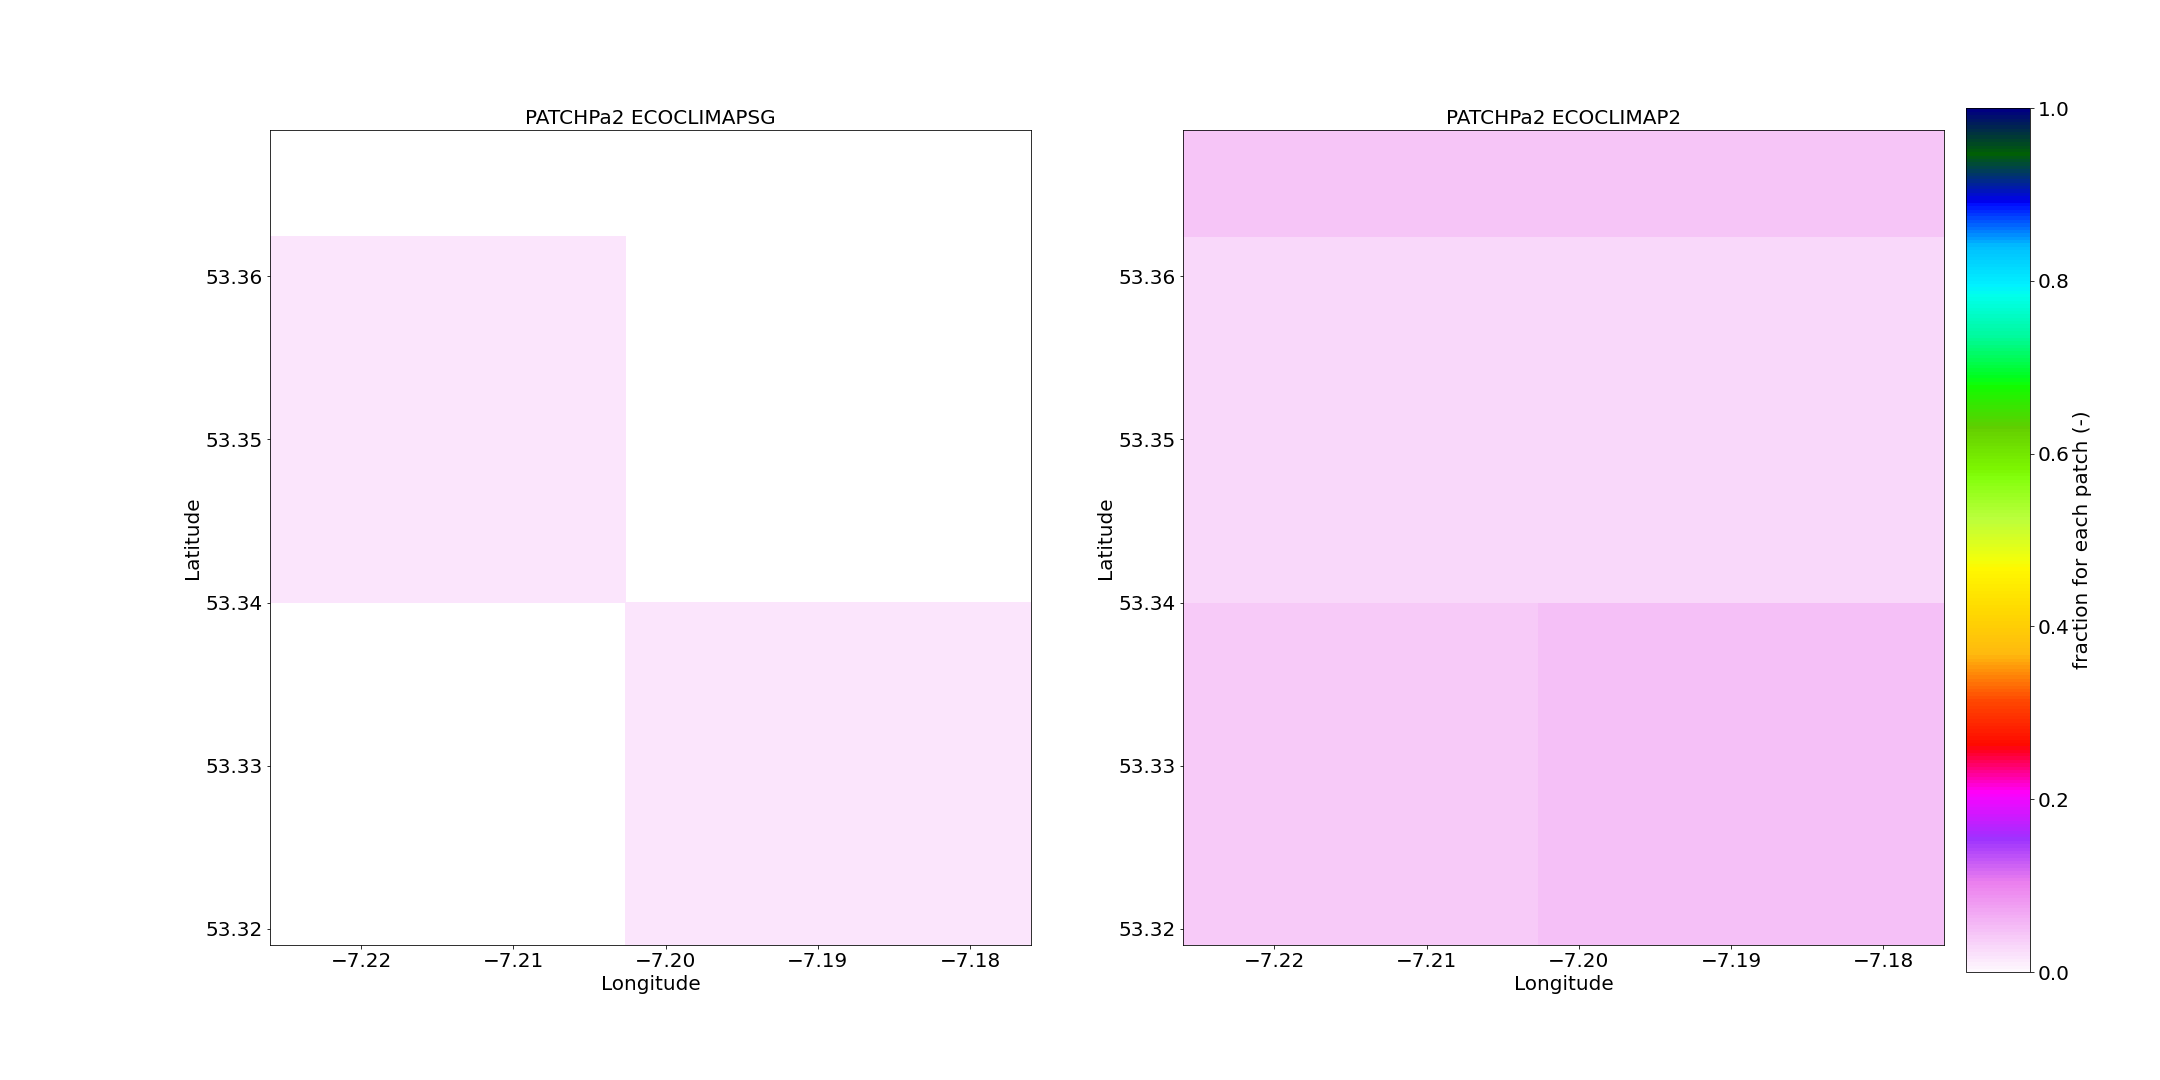 PATCHPa2 ECOCLIMAPSG
53.36
53.35
53.34
53.33
53.32
Latitude
−7.22 −7.21 −7.20 −7.19 −7.18
Longitude
PATCHPa2 ECOCLIMAP2
53.36
53.35
53.34
53.33
53.32
Latitude
−7.22 −7.21 −7.20 −7.19 −7.18
Longitude
1.0
0.8
0.6
0.4
0.2
0.0
fraction for each patch (-)